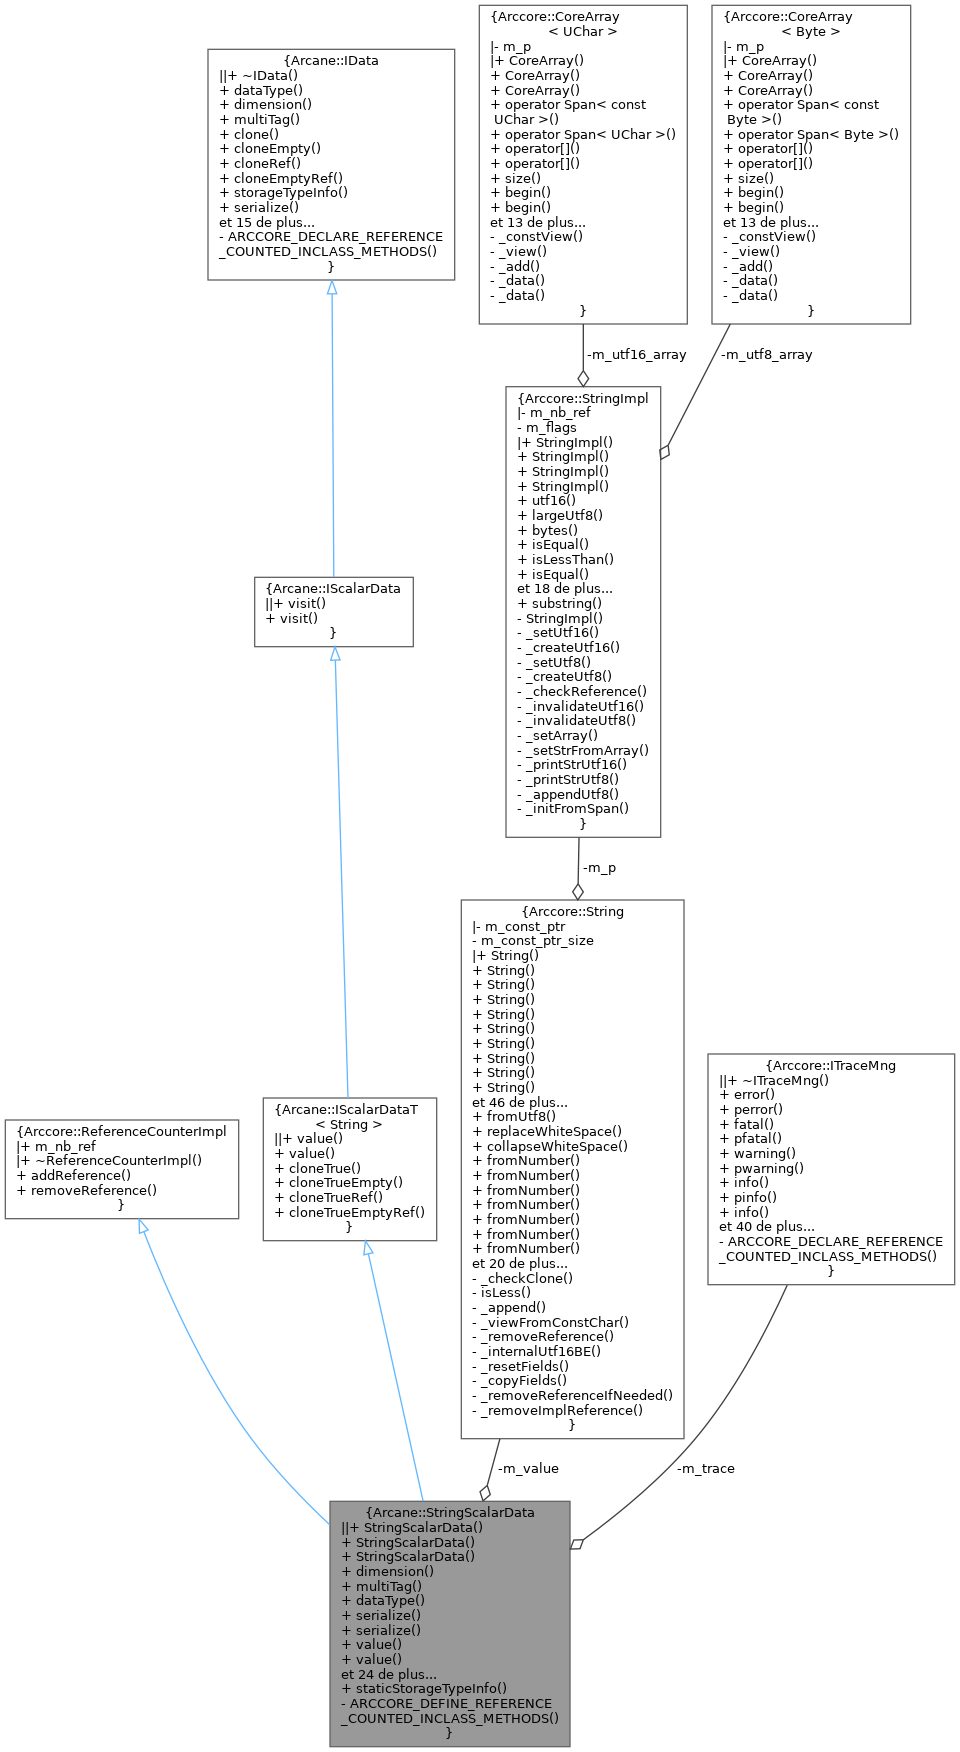 {Arccore::CoreArray
< UChar >
|- m_p
|+ CoreArray()
+ CoreArray()
+ CoreArray()
+ operator Span< const
UChar >()
+ operator Span< UChar >()
+ operator[]()
+ operator[]()
+ size()
+ begin()
+ begin()
et 13 de plus...
- _constView()
- _view()
- _add()
- _data()
- _data()
}
{Arccore::CoreArray
< Byte >
|- m_p
|+ CoreArray()
+ CoreArray()
+ CoreArray()
+ operator Span< const
Byte >()
+ operator Span< Byte >()
+ operator[]()
+ operator[]()
+ size()
+ begin()
+ begin()
et 13 de plus...
- _constView()
- _view()
- _add()
- _data()
- _data()
}
{Arcane::IData
||+ ~IData()
+ dataType()
+ dimension()
+ multiTag()
+ clone()
+ cloneEmpty()
+ cloneRef()
+ cloneEmptyRef()
+ storageTypeInfo()
+ serialize()
et 15 de plus...
- ARCCORE_DECLARE_REFERENCE
_COUNTED_INCLASS_METHODS()
}
-m_utf16_array
-m_utf8_array
{Arccore::StringImpl
|- m_nb_ref
- m_flags
|+ StringImpl()
+ StringImpl()
+ StringImpl()
+ StringImpl()
+ utf16()
+ largeUtf8()
+ bytes()
+ isEqual()
+ isLessThan()
+ isEqual()
et 18 de plus...
+ substring()
- StringImpl()
- _setUtf16()
- _createUtf16()
- _setUtf8()
- _createUtf8()
- _checkReference()
- _invalidateUtf16()
- _invalidateUtf8()
- _setArray()
- _setStrFromArray()
- _printStrUtf16()
- _printStrUtf8()
- _appendUtf8()
- _initFromSpan()
}
{Arcane::IScalarData
||+ visit()
+ visit()
}
-m_p
{Arccore::String
|- m_const_ptr
- m_const_ptr_size
|+ String()
+ String()
+ String()
+ String()
+ String()
+ String()
+ String()
+ String()
+ String()
+ String()
et 46 de plus...
+ fromUtf8()
+ replaceWhiteSpace()
+ collapseWhiteSpace()
+ fromNumber()
+ fromNumber()
+ fromNumber()
+ fromNumber()
+ fromNumber()
+ fromNumber()
+ fromNumber()
et 20 de plus...
- _checkClone()
- isLess()
- _append()
- _viewFromConstChar()
- _removeReference()
- _internalUtf16BE()
- _resetFields()
- _copyFields()
- _removeReferenceIfNeeded()
- _removeImplReference()
}
{Arccore::ITraceMng
||+ ~ITraceMng()
+ error()
+ perror()
+ fatal()
+ pfatal()
+ warning()
+ pwarning()
+ info()
+ pinfo()
+ info()
et 40 de plus...
- ARCCORE_DECLARE_REFERENCE
_COUNTED_INCLASS_METHODS()
}
{Arcane::IScalarDataT
< String >
||+ value()
+ value()
+ cloneTrue()
+ cloneTrueEmpty()
+ cloneTrueRef()
+ cloneTrueEmptyRef()
}
{Arccore::ReferenceCounterImpl
|+ m_nb_ref
|+ ~ReferenceCounterImpl()
+ addReference()
+ removeReference()
}
-m_value
-m_trace
{Arcane::StringScalarData
||+ StringScalarData()
+ StringScalarData()
+ StringScalarData()
+ dimension()
+ multiTag()
+ dataType()
+ serialize()
+ serialize()
+ value()
+ value()
et 24 de plus...
+ staticStorageTypeInfo()
- ARCCORE_DEFINE_REFERENCE
_COUNTED_INCLASS_METHODS()
}